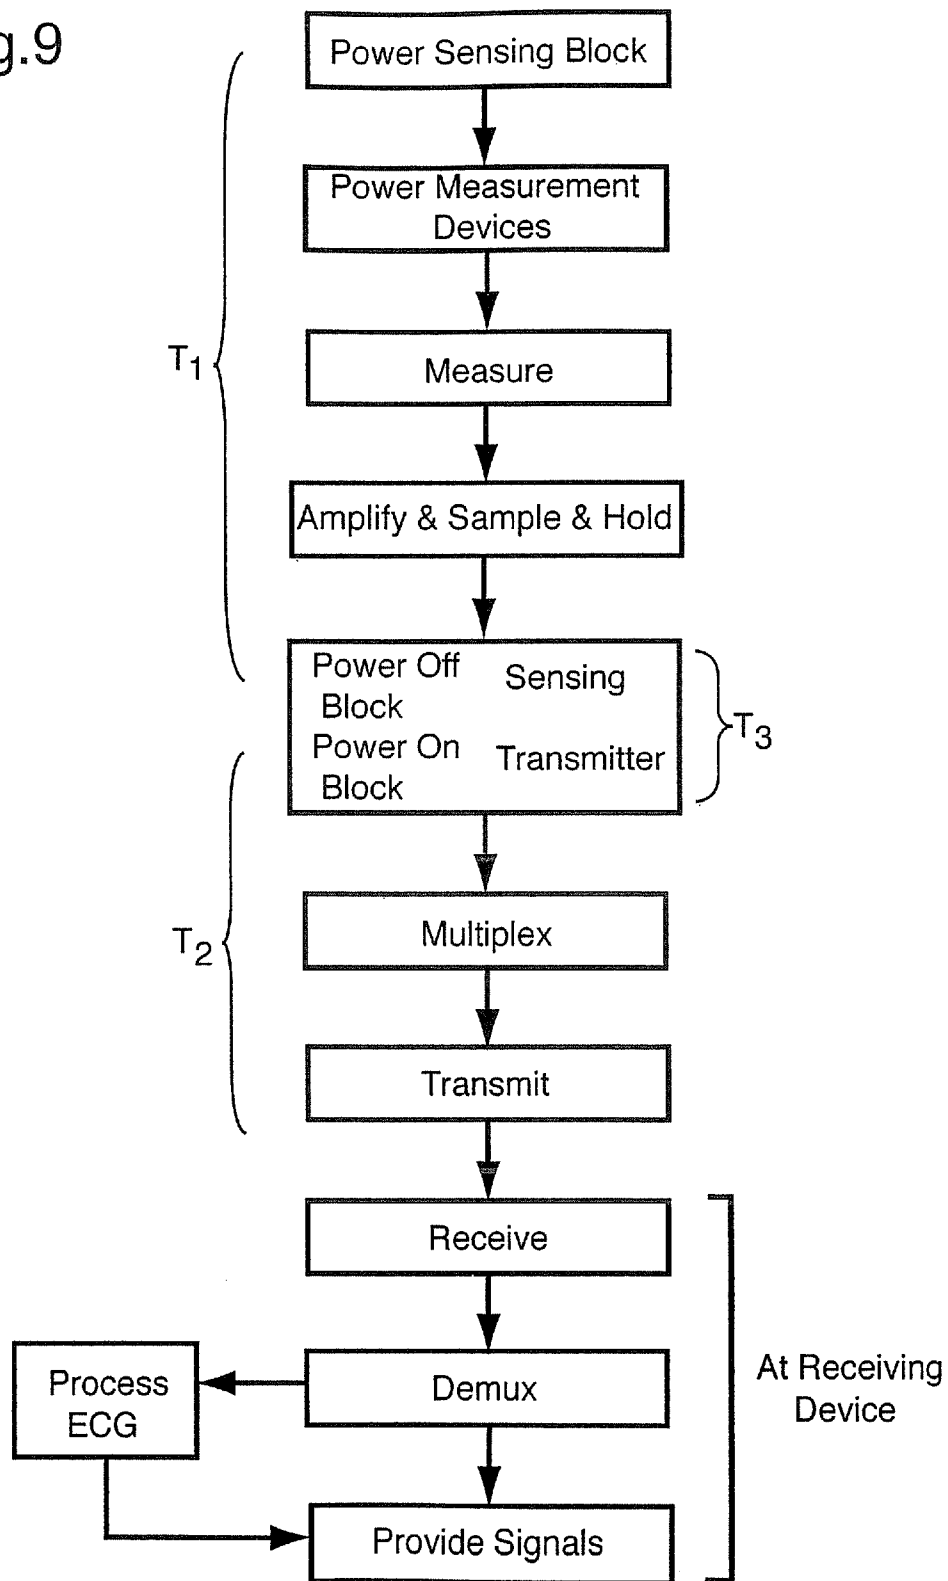 g.9
Power Sensing Block
Power Measurement
Devices
Measure
T1
Amplify & Sample & Hold
Power Off
Block
Sensing
Power On
Block
Transmitter
T3
Multiplex
T2
Transmit
Receive
Process
ECG
Demux
At Receiving
Device
Provide Signals